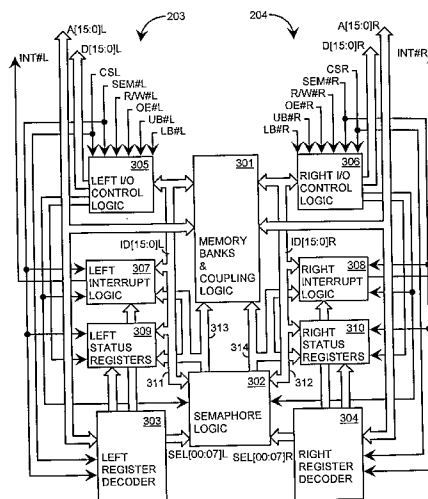 A[15:0]L
203
204
A[15:0]R
D[15:0]L
D[15:0]R
INT#L
INT#R
CSL
CSR
SEM#L
SEM#R
R/W#L
R/W#R
OE#L
OE#R
UB#L
UB#R
LB#L
LB#R
305
LEFT I/O
CONTROL
LOGIC
301
MEMORY
BANKS
&
COUPLING
LOGIC
306
RIGHT I/O
CONTROL
LOGIC
ID[15:0]L
ID[15:0]R
307
LEFT
INTERRUPT
LOGIC
308
RIGHT
INTERRUPT
LOGIC
309
LEFT
STATUS
REGISTERS
313
314
310
RIGHT
STATUS
REGISTERS
311
312
302
SEMAPHORE
LOGIC
303
LEFT
REGISTER
DECODER
SEL[00:07]L
SEL[00:07]R
304
RIGHT
REGISTER
DECODER